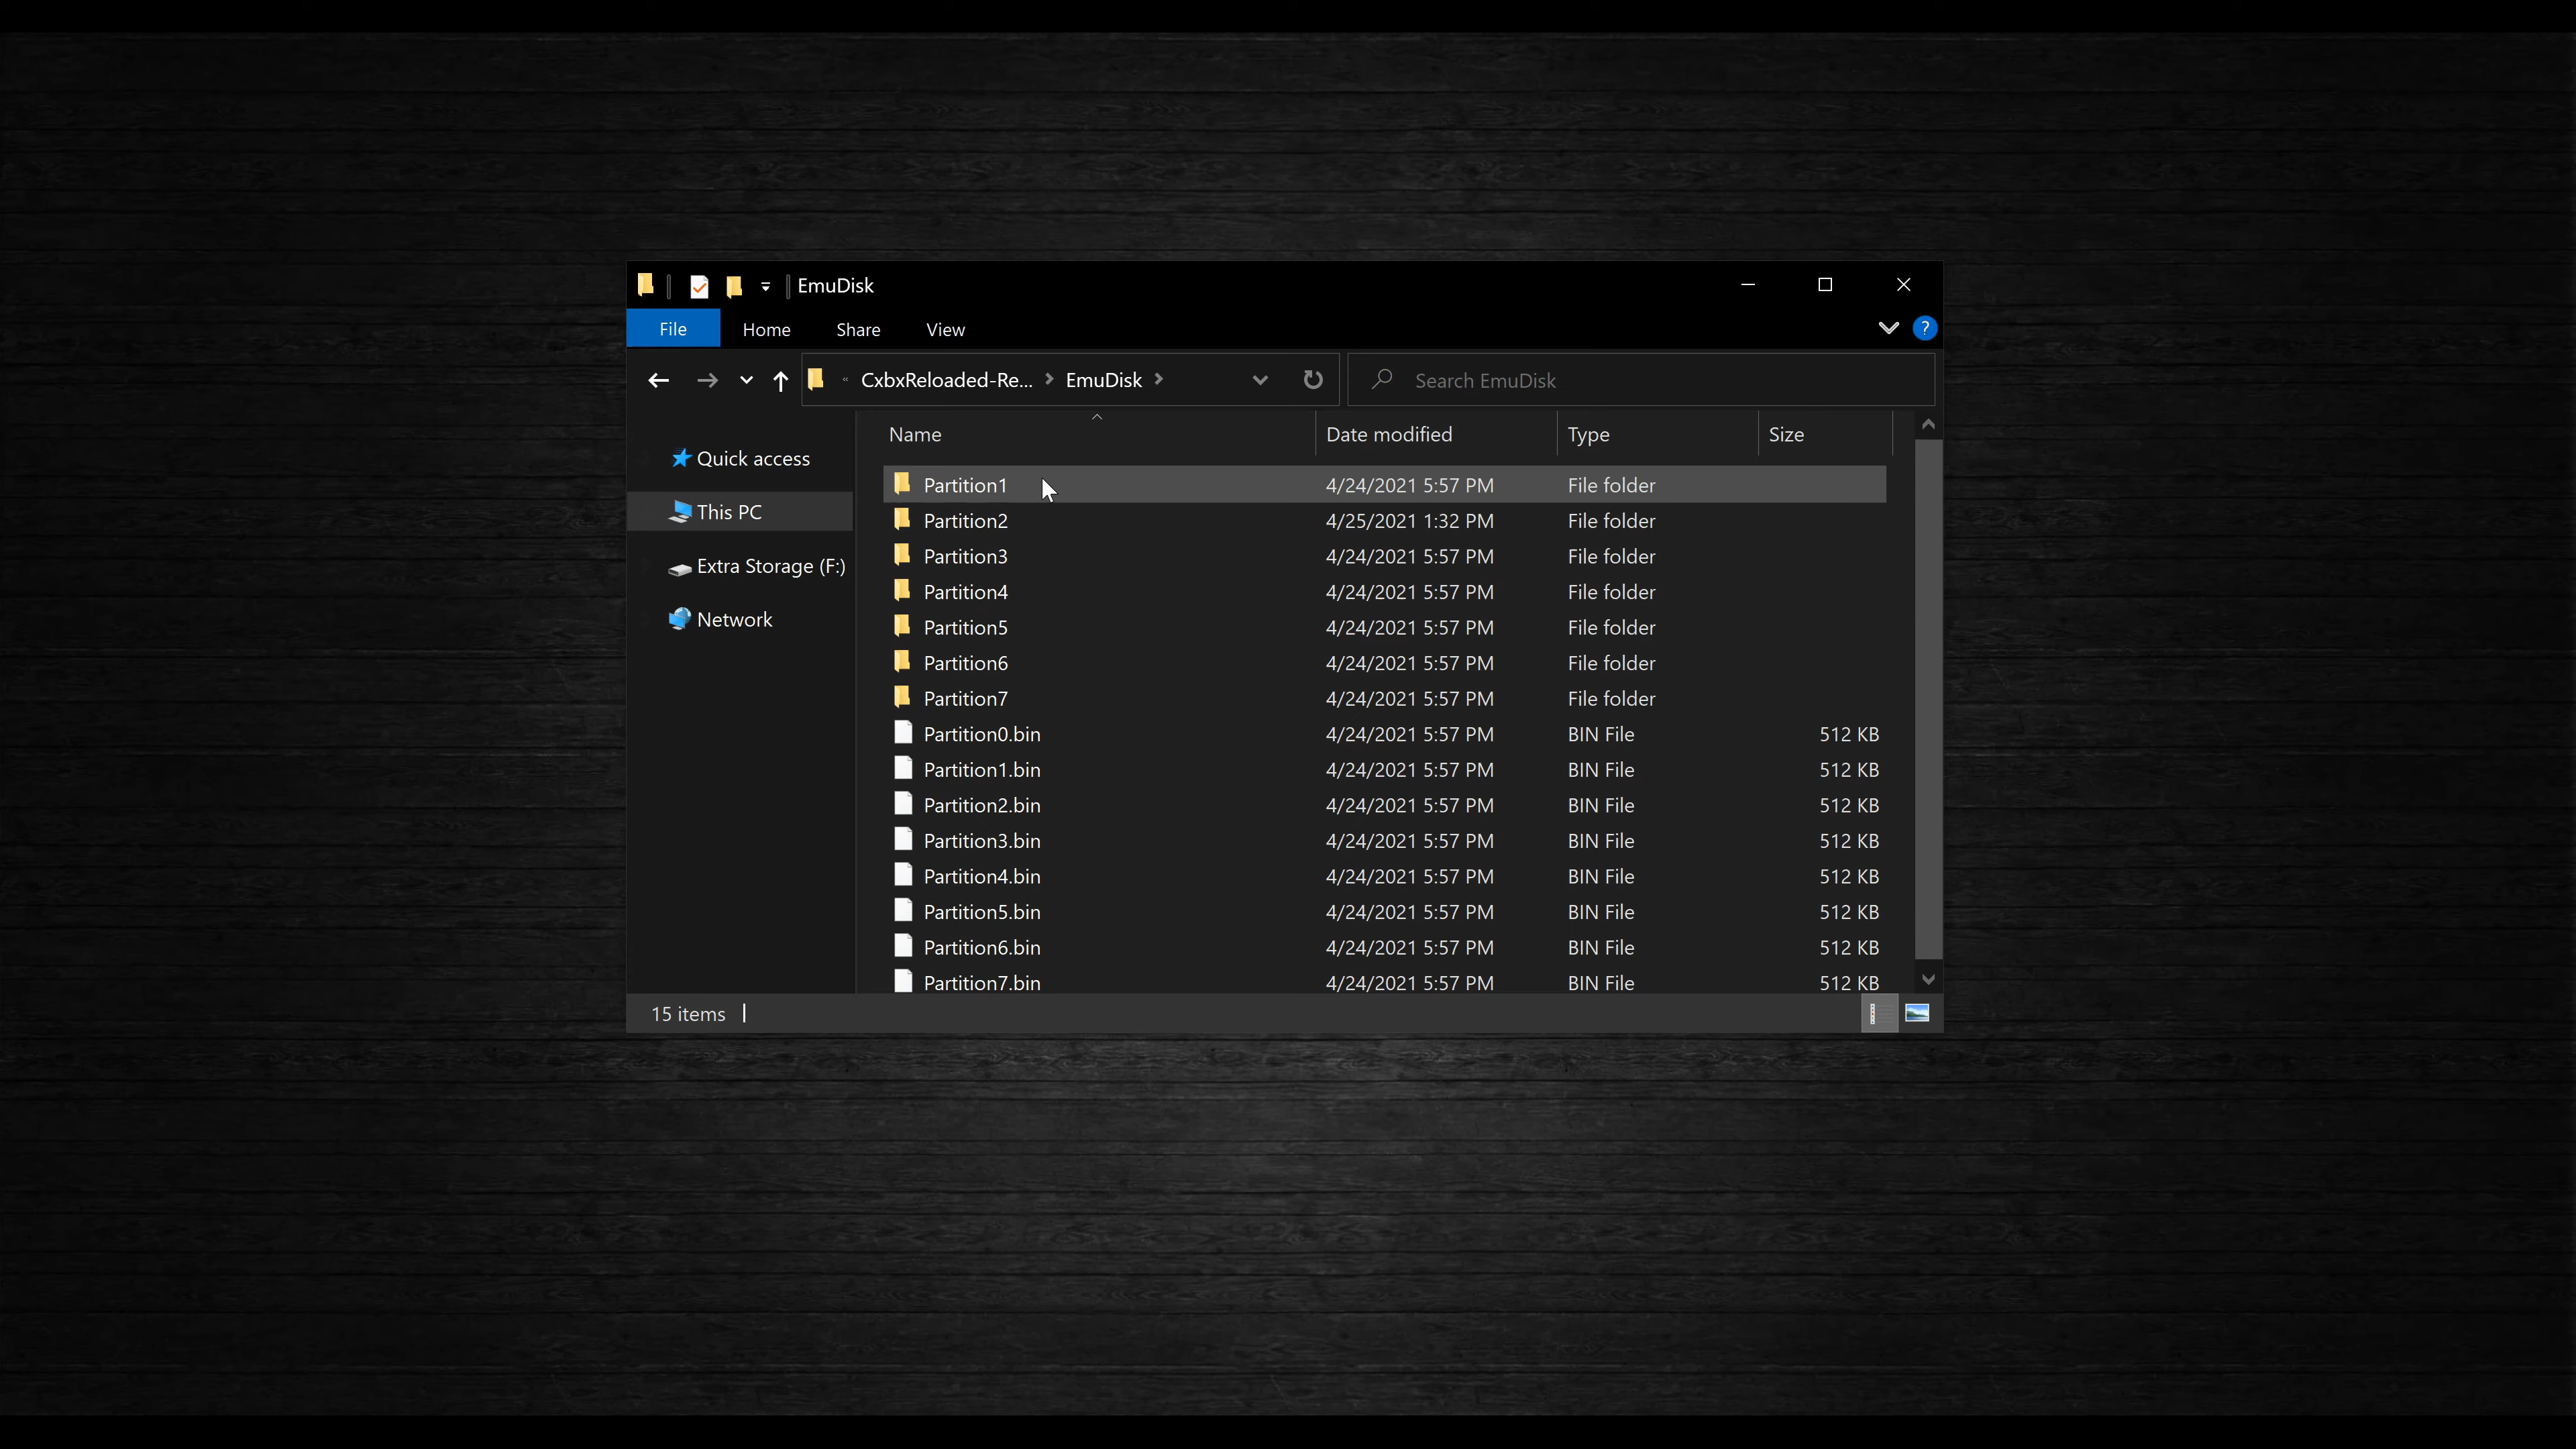 EmuDisk
File Home Share View ?
« CxbxReloaded-Re... > EmuDisk > Search EmuDisk
Name Date modified Type Size
Quick access
This PC
Extra Storage (F:)
Network
Partition1 4/24/2021 5:57 PM File folder
Partition2 4/25/2021 1:32 PM File folder
Partition3 4/24/2021 5:57 PM File folder
Partition4 4/24/2021 5:57 PM File folder
Partition5 4/24/2021 5:57 PM File folder
Partition6 4/24/2021 5:57 PM File folder
Partition7 4/24/2021 5:57 PM File folder
Partition0.bin 4/24/2021 5:57 PM BIN File 512 KB
Partition1.bin 4/24/2021 5:57 PM BIN File 512 KB
Partition2.bin 4/24/2021 5:57 PM BIN File 512 KB
Partition3.bin 4/24/2021 5:57 PM BIN File 512 KB
Partition4.bin 4/24/2021 5:57 PM BIN File 512 KB
Partition5.bin 4/24/2021 5:57 PM BIN File 512 KB
Partition6.bin 4/24/2021 5:57 PM BIN File 512 KB
Partition7.bin 4/24/2021 5:57 PM BIN File 512 KB
15 items